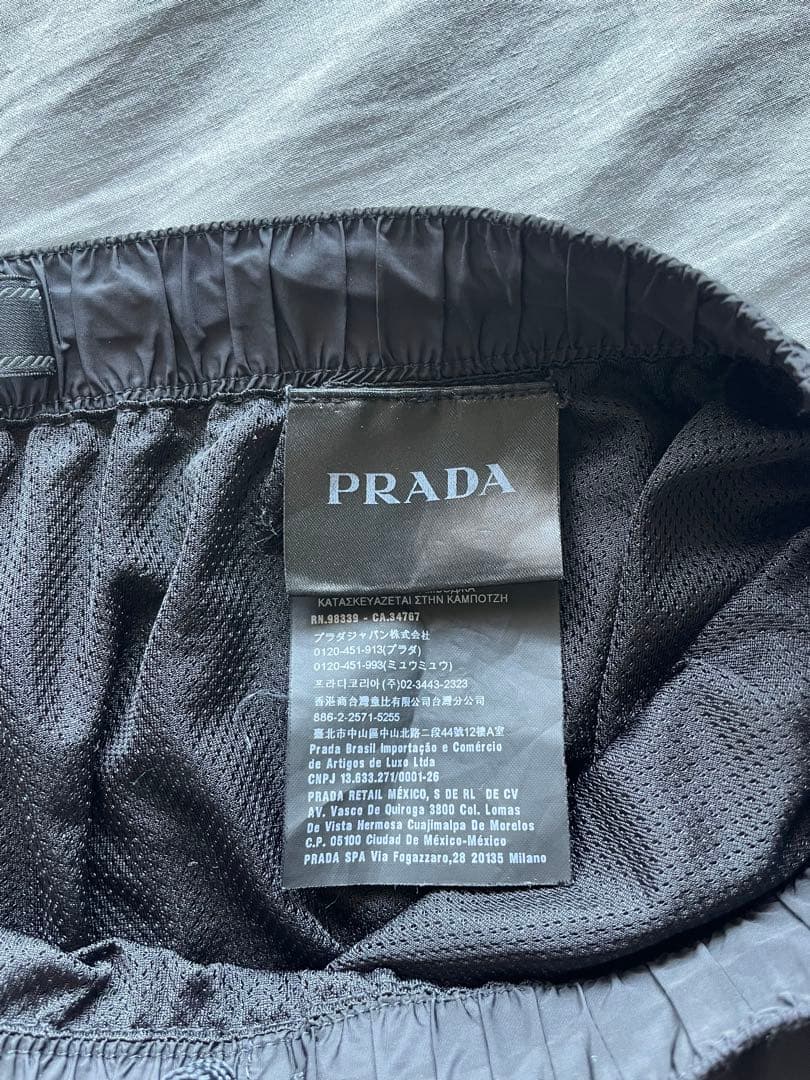 PRADA
ΚΑΤΑΣΚΕΥΑΖΕΤΑΙ ΣΤΗΝ ΚΑΜΠΟΤΖΗ
RN.98339 - CA.34767
プラダジャパン株式会社
0120-451-913(プラダ)
0120-451-993(ミュウミュウ)
프라다코리아 (주)02-3443-2323
香港商台灣童比有限公司台灣分公司
886-2-2571-5255
臺北市中山區中山北路二段44號12樓A室
Prada Brasil Importação e Comércio
de Artigos de Luxo Ltda
CNPJ 13.633.271/0001-26
PRADA RETAIL MÉXICO, S DE RL DE CV
AV. Vasco De Quiroga 3800 Col. Lomas
De Vista Hermosa Cuajimalpa De Morelos
C.P. 05100 Ciudad De México-México
PRADA SPA Via Fogazzaro,28 20135 Milano